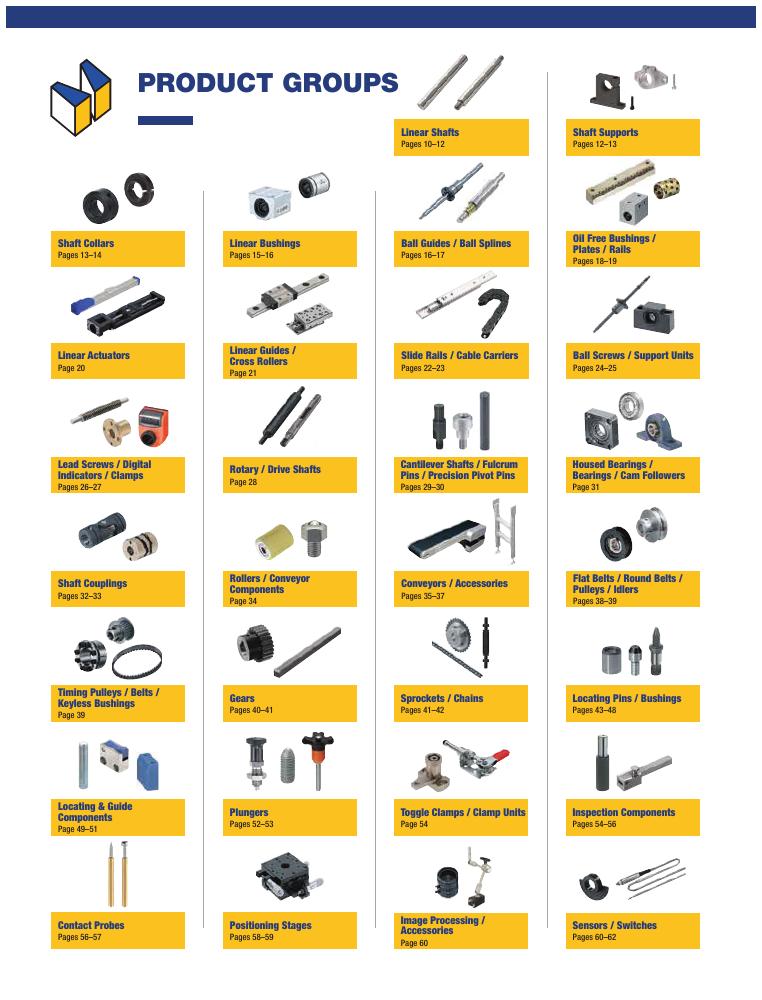 PRODUCT GROUPS
Linear Shafts
Pages 10–12
Shaft Supports
Pages 12–13
Shaft Collars
Pages 13–14
Linear Bushings
Pages 15–16
Ball Guides / Ball Splines
Pages 16–17
Oil Free Bushings /
Plates / Rails
Pages 18–19
Linear Actuators
Page 20
Linear Guides /
Cross Rollers
Page 21
Slide Rails / Cable Carriers
Pages 22–23
Ball Screws / Support Units
Pages 24–25
Lead Screws / Digital
Indicators / Clamps
Pages 26–27
Rotary / Drive Shafts
Page 28
Cantilever Shafts / Fulcrum
Pins / Precision Pivot Pins
Pages 29–30
Housed Bearings /
Bearings / Cam Followers
Page 31
Shaft Couplings
Pages 32–33
Rollers / Conveyor
Components
Page 34
Conveyors / Accessories
Pages 35–37
Flat Belts / Round Belts /
Pulleys / Idlers
Pages 38–39
Timing Pulleys / Belts /
Keyless Bushings
Page 39
Gears
Pages 40–41
Sprockets / Chains
Pages 41–42
Locating Pins / Bushings
Pages 43–48
Locating & Guide
Components
Page 49–51
Plungers
Pages 52–53
Toggle Clamps / Clamp Units
Page 54
Inspection Components
Pages 54–56
Contact Probes
Pages 56–57
Positioning Stages
Pages 58–59
Image Processing /
Accessories
Page 60
Sensors / Switches
Pages 60–62